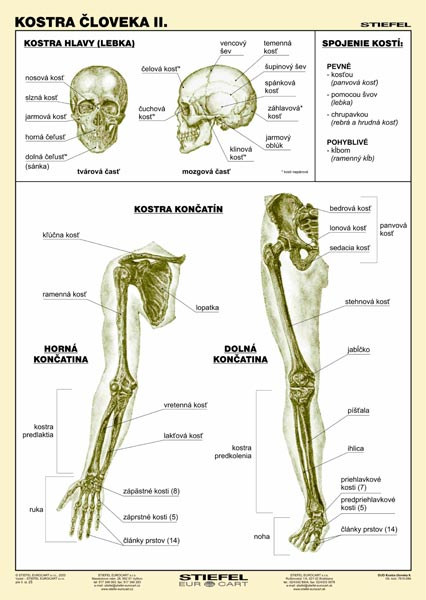 KOSTRA ČLOVEKA II.
STIEFEL
KOSTRA HLAVY (LEBKA)
nosová kosť
slzná kosť
jarmová kosť
horná čeľusť
dolná čeľusť*
(sánka)
tvárová časť
čelová kosť*
čuchová
kosť*
vencový
šev
temenná
kosť
šupinový šev
spánková
kosť
záhlavová*
kosť
jarmový
oblúk
klinová
kosť*
mozgová časť
* kosti nepárové
SPOJENIE KOSTÍ:
PEVNÉ
- kosťou
(panvová kosť)
- pomocou švov
(lebka)
- chrupavkou
(rebrá a hrudná kosť)
POHYBLIVÉ
- kĺbom
(ramenný kĺb)
KOSTRA KONČATÍN
kľúčna kosť
ramenná kosť
lopatka
HORNÁ
KONČATINA
kostra
predlaktia
vretenná kosť
lakťová kosť
ruka
zápästné kosti (8)
záprstné kosti (5)
články prstov (14)
bedrová kosť
lonová kosť
sedacia kosť
panvová
kosť
stehnová kosť
DOLNÁ
KONČATINA
jabĺčko
kostra
predkolenia
píšťala
ihlica
priehlavkové
kosti (7)
predpriehlavkové
kosti (5)
noha
články prstov (14)
STIEFEL
EURO CART